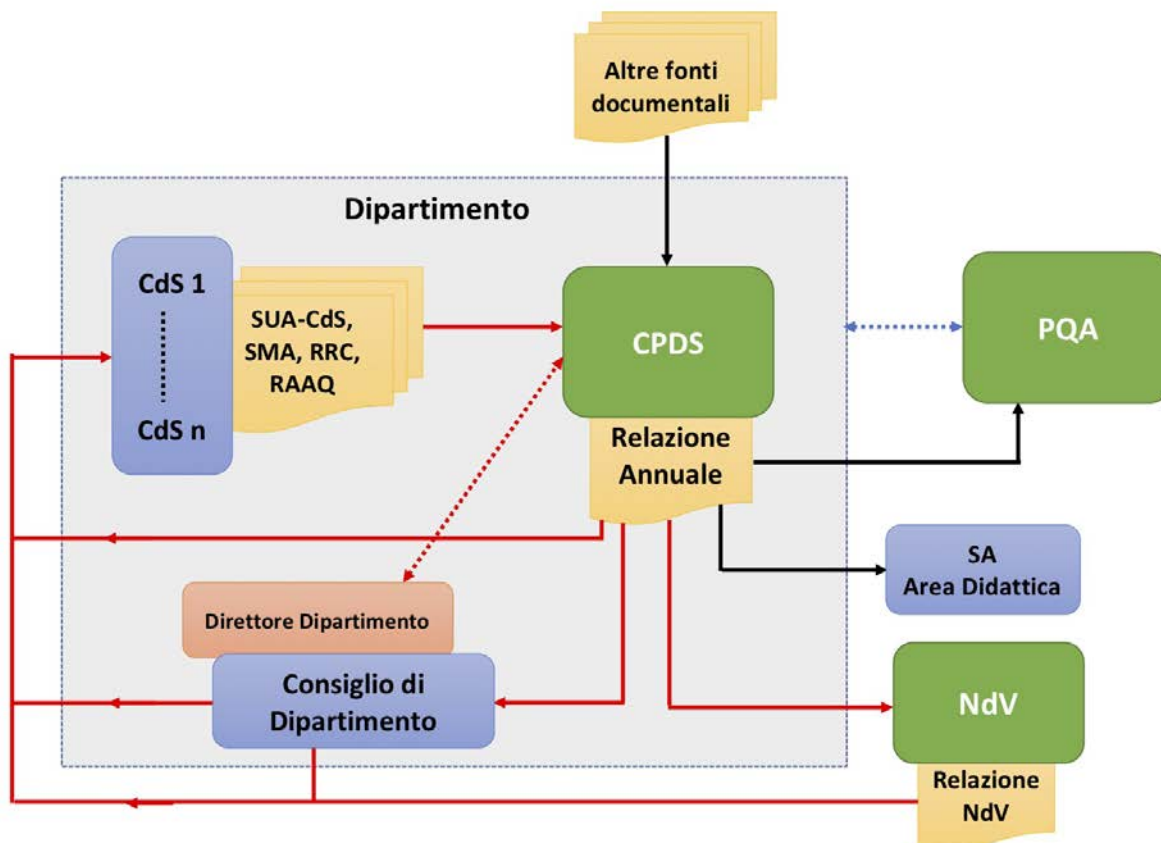 Altre fonti
documentali
Dipartimento
CdS 1
CdS n
SUA-CdS,
SMA, RRC,
RAAQ
CPDS
PQA
Relazione
Annuale
SA
Area Didattica
Direttore Dipartimento
Consiglio di
Dipartimento
NdV
Relazione
NdV